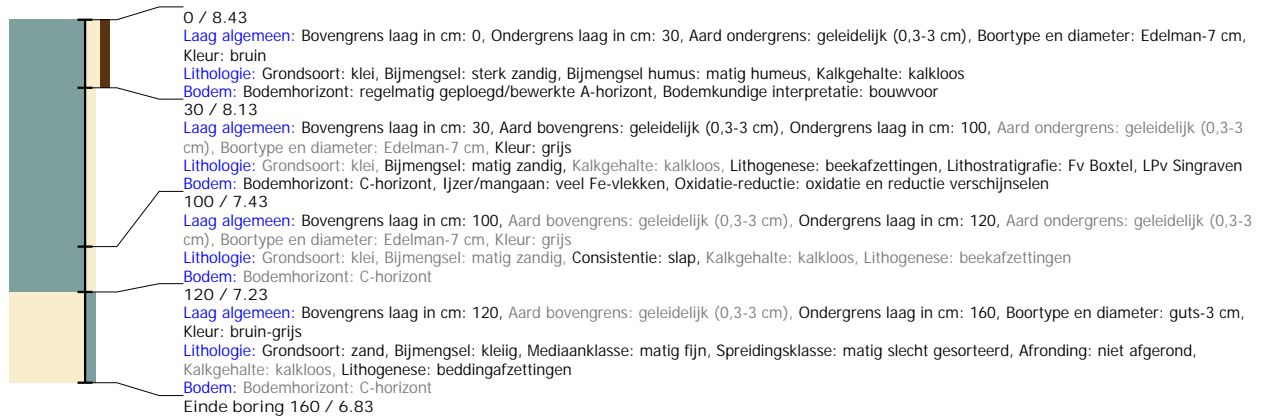 0 / 8.43
Laag algemeen: Bovengrens laag in cm: 0, Ondergrens laag in cm: 30, Aard ondergrens: geleidelijk (0,3-3 cm), Boortype en diameter: Edelman-7 cm,
Kleur: bruin
Lithologie: Grondsoort: klei, Bijmengsel: sterk zandig, Bijmengsel humus: matig humeus, Kalkgehalte: kalkloos
Bodem: Bodemhorizont: regelmatig geploegd/bewerkte A-horizont, Bodemkundige interpretatie: bouwvoor
30 / 8.13
Laag algemeen: Bovengrens laag in cm: 30, Aard bovengrens: geleidelijk (0,3-3 cm), Ondergrens laag in cm: 100, Aard ondergrens: geleidelijk (0,3-3
cm), Boortype en diameter: Edelman-7 cm, Kleur: grijs
Lithologie: Grondsoort: klei, Bijmengsel: matig zandig, Kalkgehalte: kalkloos, Lithogenese: beekafzettingen, Lithostratigrafie: Fv Boxtel, LPv Singraven
Bodem: Bodemhorizont: C-horizont, Ijzer/mangaan: veel Fe-vlekken, Oxidatie-reductie: oxidatie en reductie verschijnselen
100 / 7.43
Laag algemeen: Bovengrens laag in cm: 100, Aard bovengrens: geleidelijk (0,3-3 cm), Ondergrens laag in cm: 120, Aard ondergrens: geleidelijk (0,3-3
cm), Boortype en diameter: Edelman-7 cm, Kleur: grijs
Lithologie: Grondsoort: klei, Bijmengsel: matig zandig, Consistentie: slap, Kalkgehalte: kalkloos, Lithogenese: beekafzettingen
Bodem: Bodemhorizont: C-horizont
120 / 7.23
Laag algemeen: Bovengrens laag in cm: 120, Aard bovengrens: geleidelijk (0,3-3 cm), Ondergrens laag in cm: 160, Boortype en diameter: guts-3 cm,
Kleur: bruin-grijs
Lithologie: Grondsoort: zand, Bijmengsel: kleiig, Mediaanklasse: matig fijn, Spreidingsklasse: matig slecht gesorteerd, Afronding: niet afgerond,
Kalkgehalte: kalkloos, Lithogenese: beddingafzettingen
Bodem: Bodemhorizont: C-horizont
Einde boring 160 / 6.83